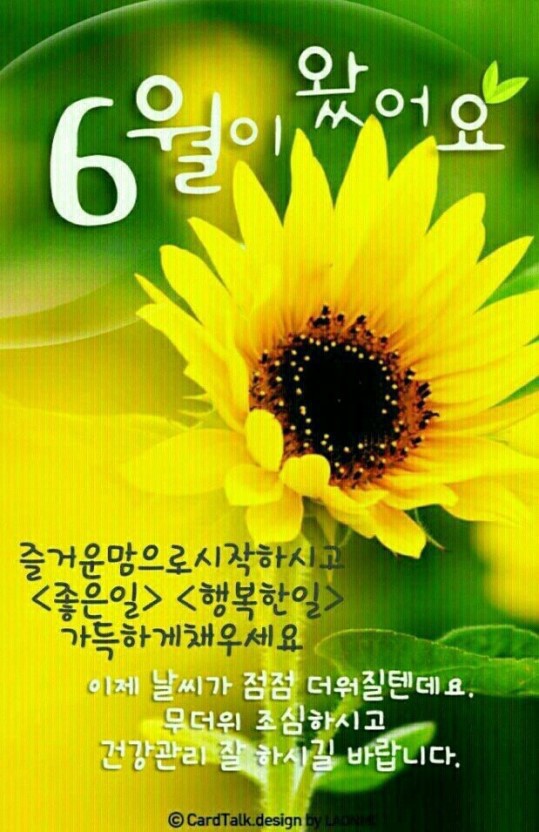 6월이 왔어요
즐거운맘으로시작하시고
<좋은일> <행복한일>
가득하게채우세요
이제 날씨가 점점 더워질텐데요.
무더위 조심하시고
건강관리 잘 하시길 바랍니다.
© CardTalk.design by